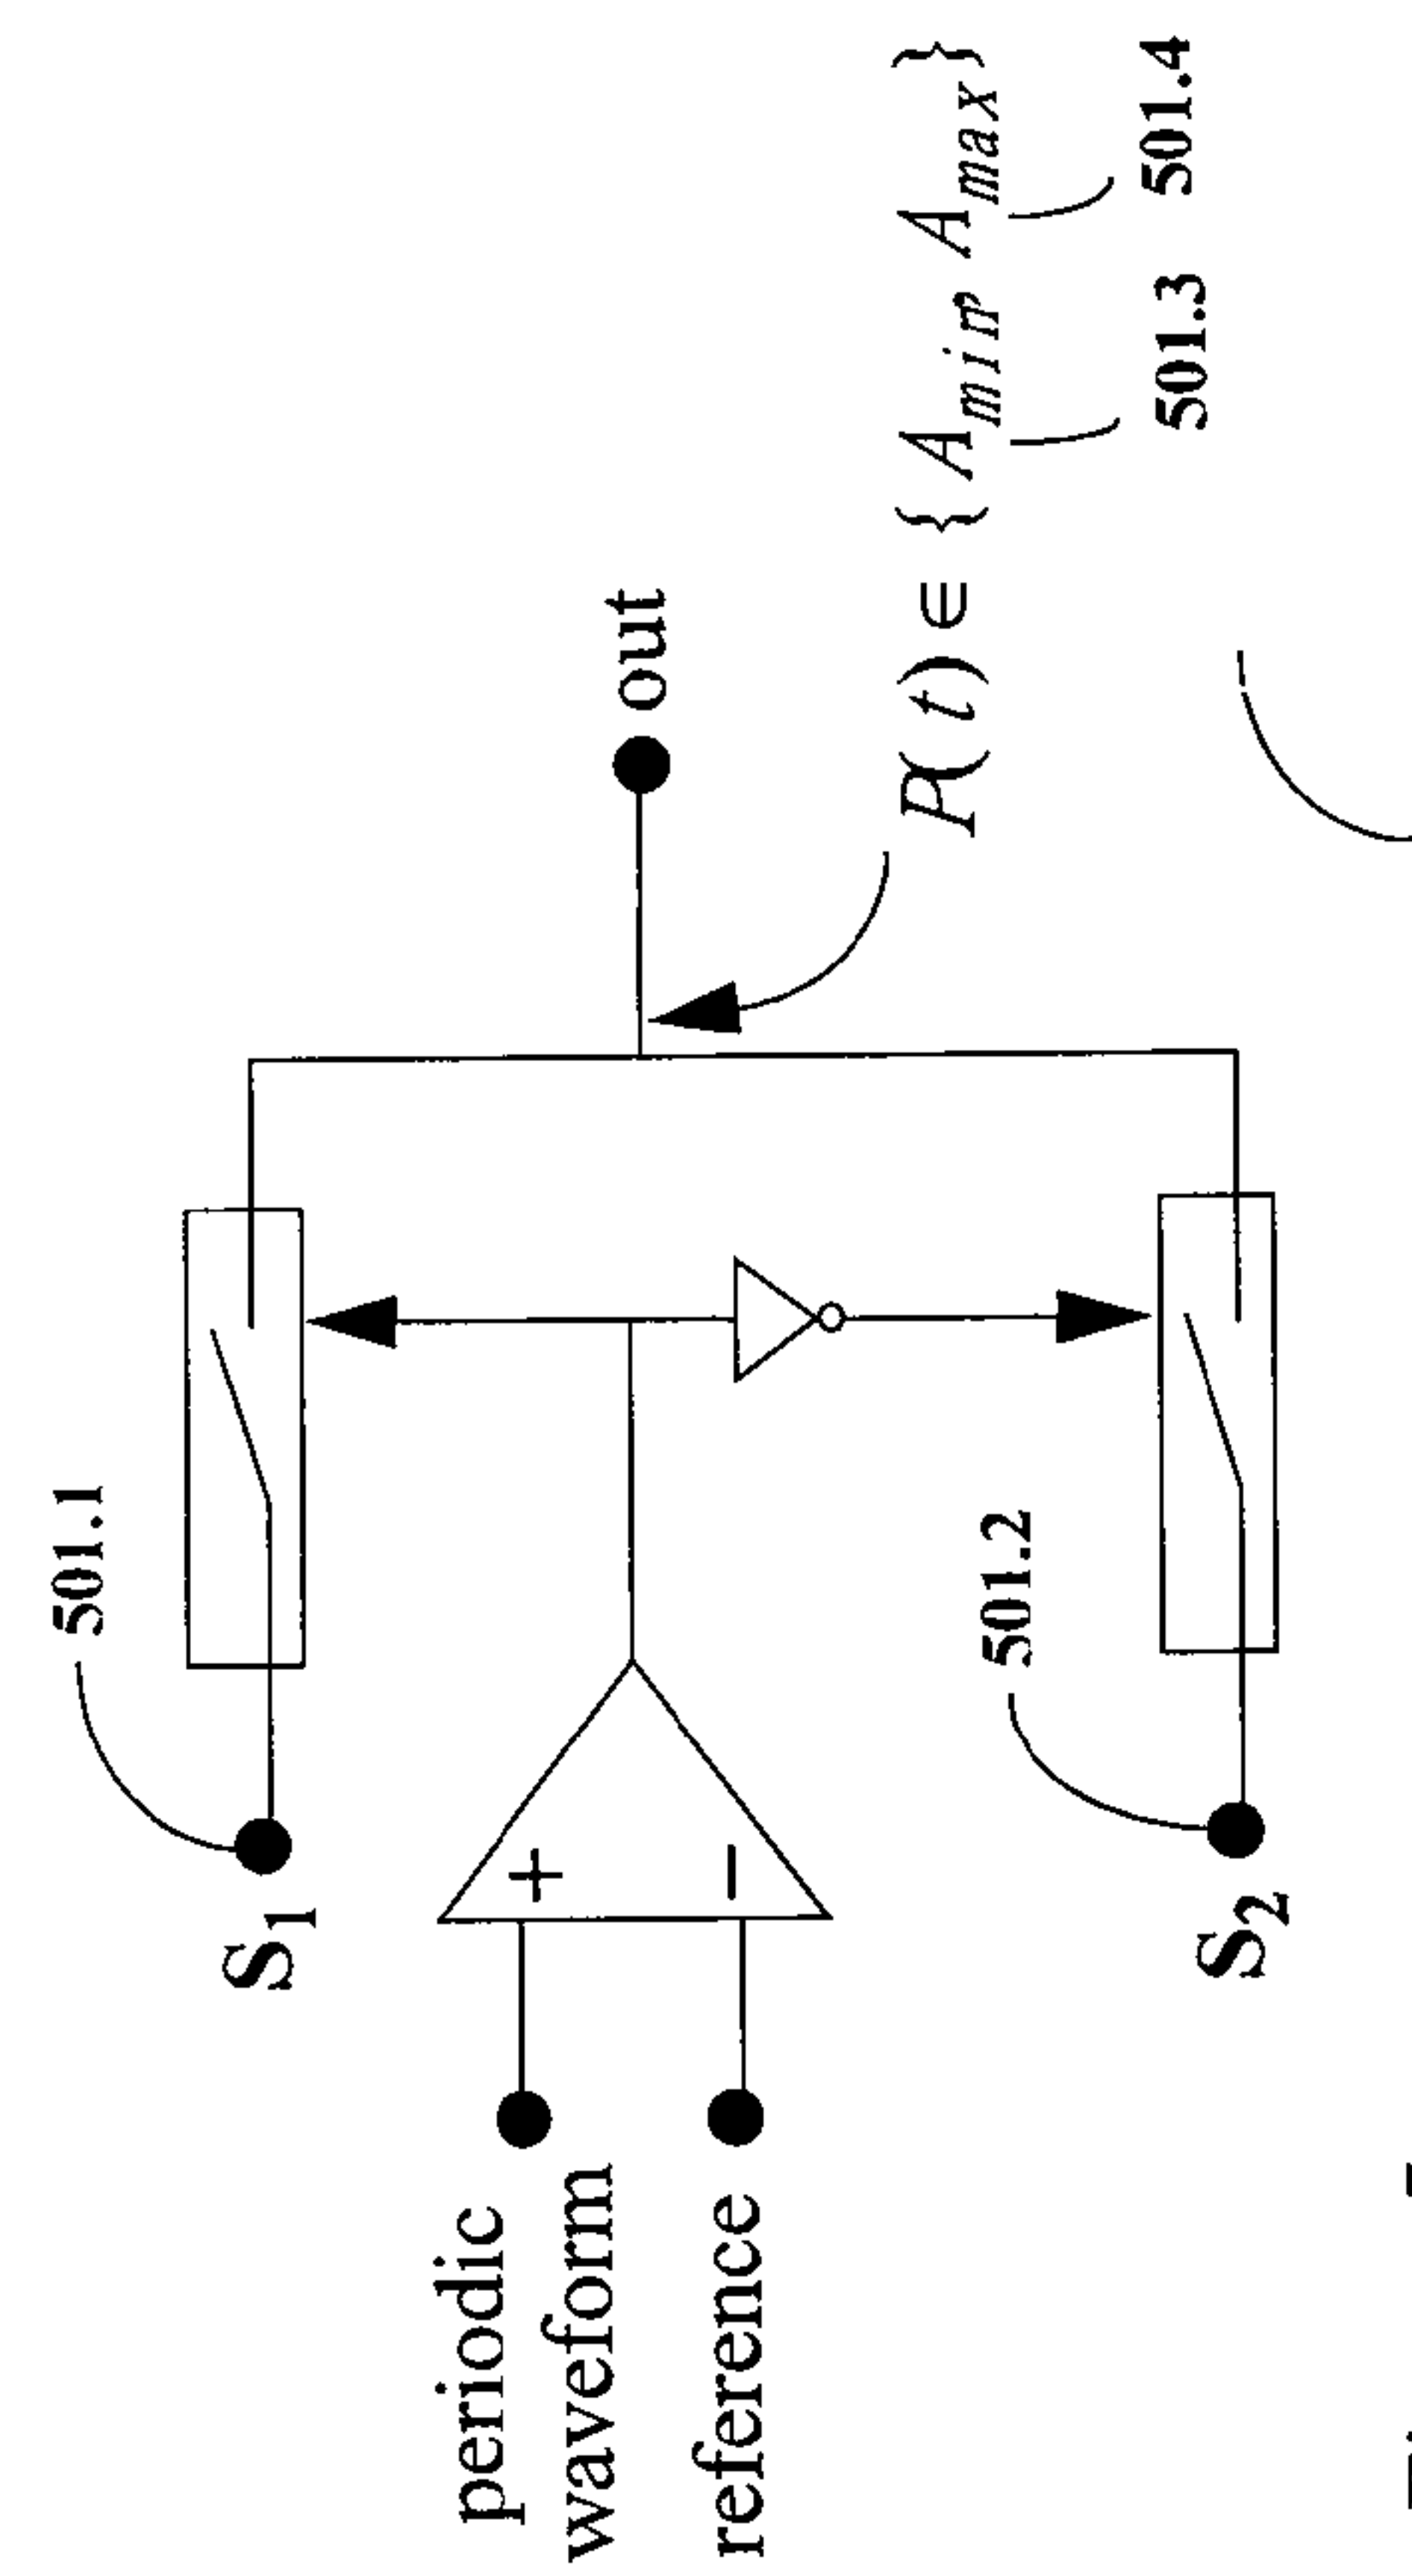 501.1
S1
periodic
waveform
reference
+
−
out
P(t) ∈ { Amin, Amax }
501.3 501.4
501.2
S2